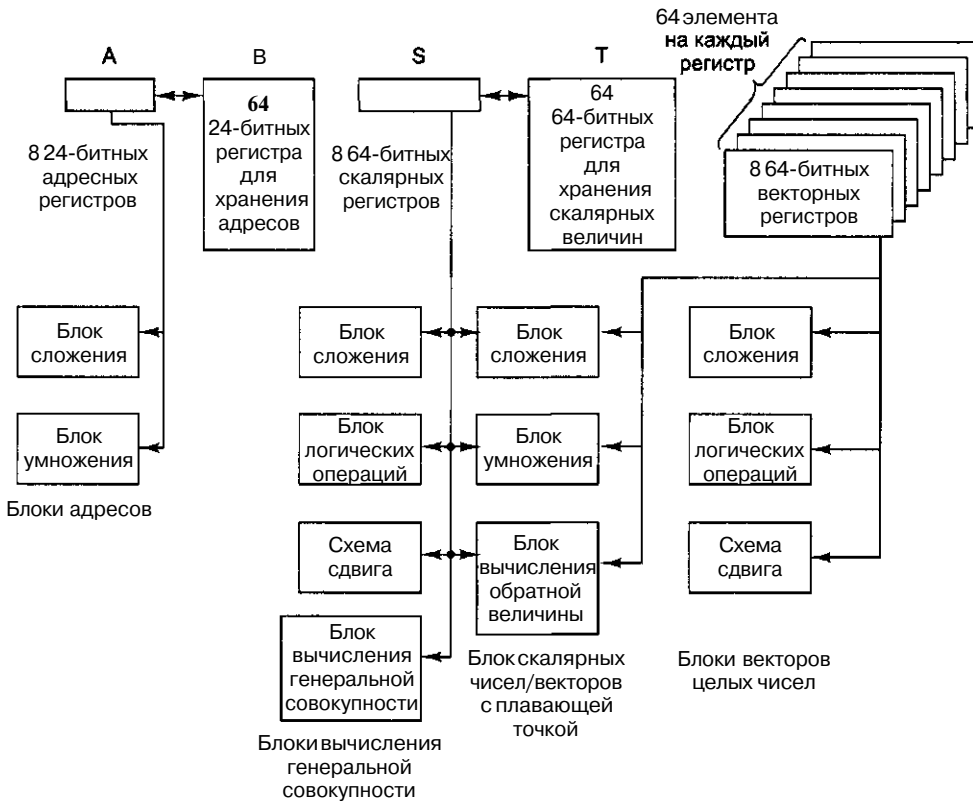 64 элемента
на каждый
регистр
A
B
S
T
64
24-битных
регистра
для
хранения
адресов
64
64-битных
регистра
для
хранения
скалярных
величин
8 24-битных
адресных
регистров
8 64-битных
скалярных
регистров
8 64-битных
векторных
регистров
Блок
сложения
Блок
сложения
Блок
сложения
Блок
сложения
Блок
умножения
Блок
логических
операций
Блок
умножения
Блок
логических
операций
Блоки адресов
Схема
сдвига
Блок
вычисления
обратной
величины
Схема
сдвига
Блок
вычисления
генеральной
совокупности
Блок скалярных
чисел/векторов
с плавающей
точкой
Блоки векторов
целых чисел
Блоки вычисления
генеральной
совокупности